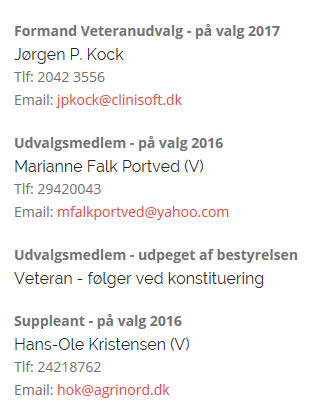 Formand Veteranudvalg - på valg 2017
Jørgen P. Kock
Tlf: 2042 3556
Email: jpkock@clinisoft.dk
Udvalgsmedlem - på valg 2016
Marianne Falk Portved (V)
Tlf: 29420043
Email: mfalkportved@yahoo.com
Udvalgsmedlem - udpeget af bestyrelsen
Veteran - følger ved konstituering
Suppleant - på valg 2016
Hans-Ole Kristensen (V)
Tlf: 24218762
Email: hok@agrinord.dk